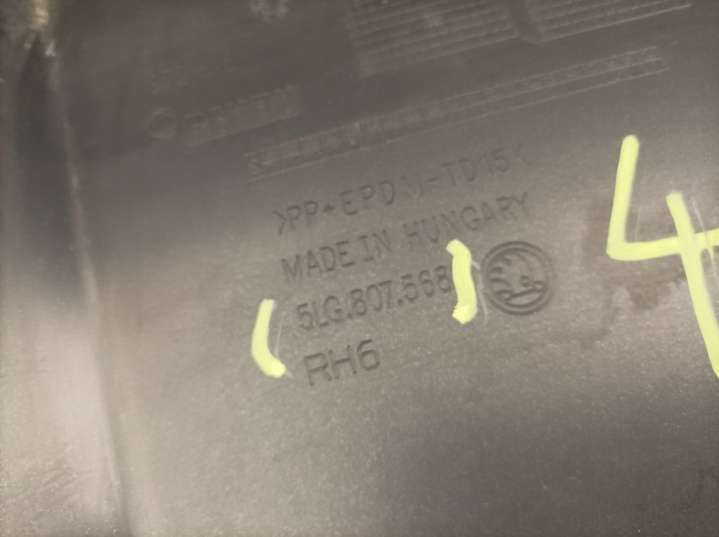 >PP+EPDM-TD15<
MADE IN HUNGARY
5LG.807.568
RH6
4